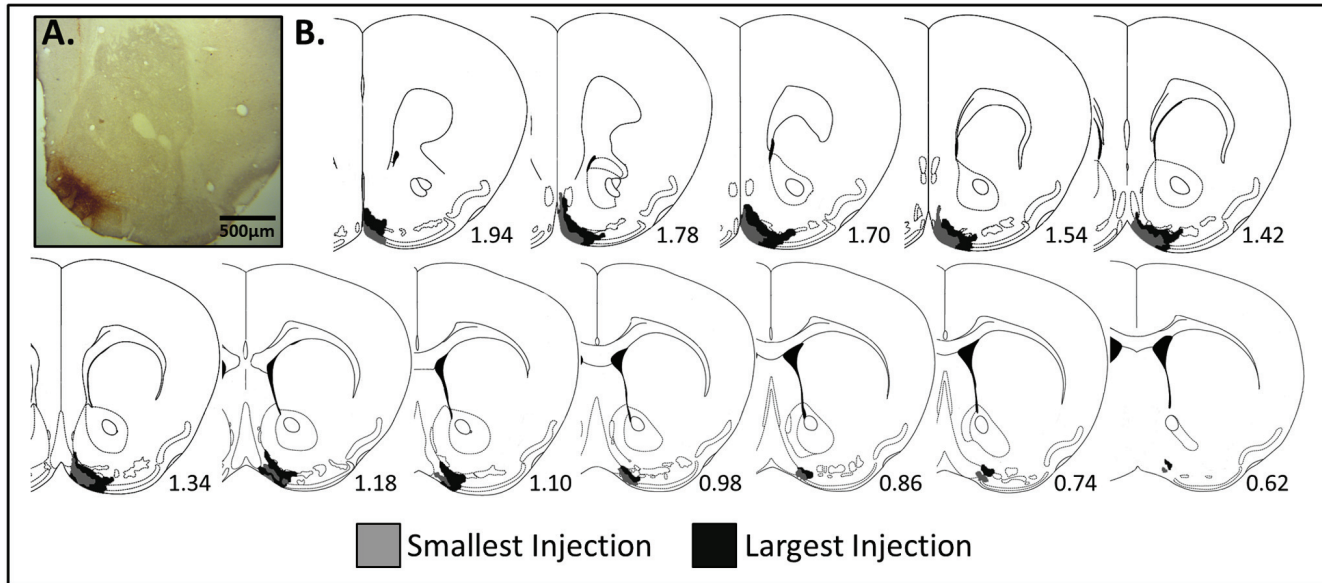 A.
B.
500µm
1.94
1.78
1.70
1.54
1.42
1.34
1.18
1.10
0.98
0.86
0.74
0.62
Smallest Injection
Largest Injection